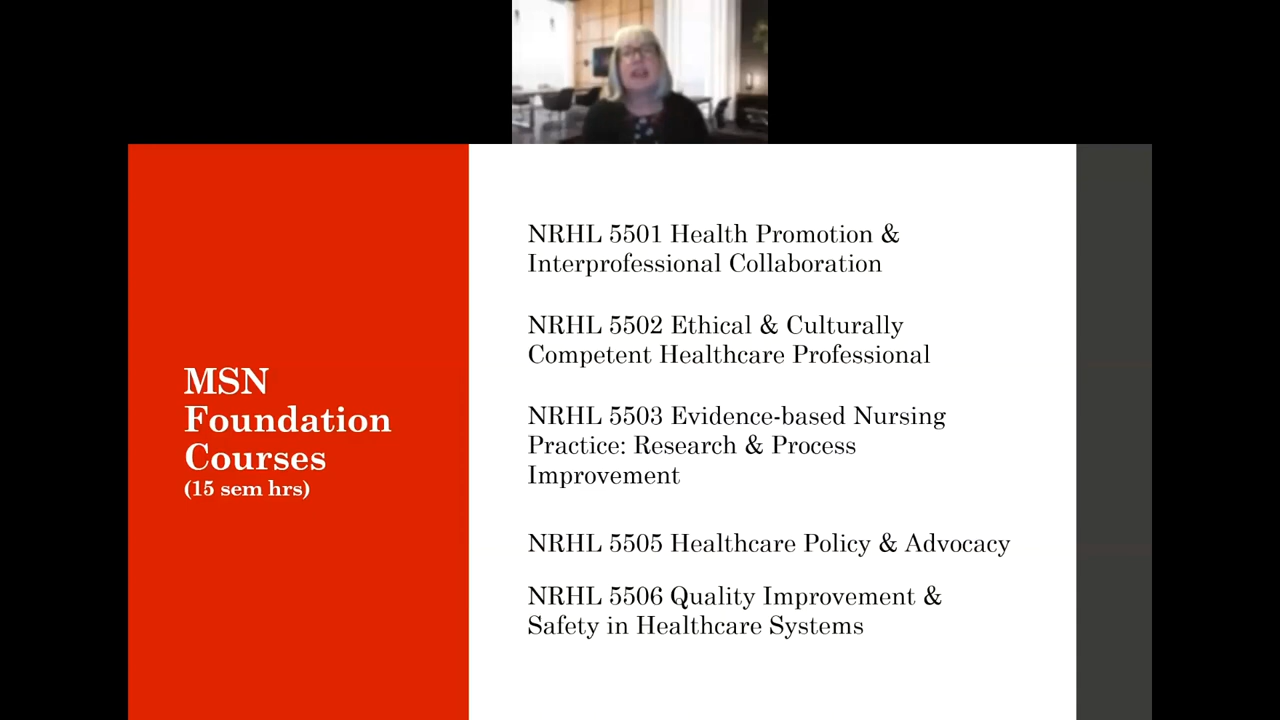 MSN
Foundation
Courses
(15 sem hrs)
NRHL 5501 Health Promotion &
Interprofessional Collaboration
NRHL 5502 Ethical & Culturally
Competent Healthcare Professional
NRHL 5503 Evidence-based Nursing
Practice: Research & Process
Improvement
NRHL 5505 Healthcare Policy & Advocacy
NRHL 5506 Quality Improvement &
Safety in Healthcare Systems